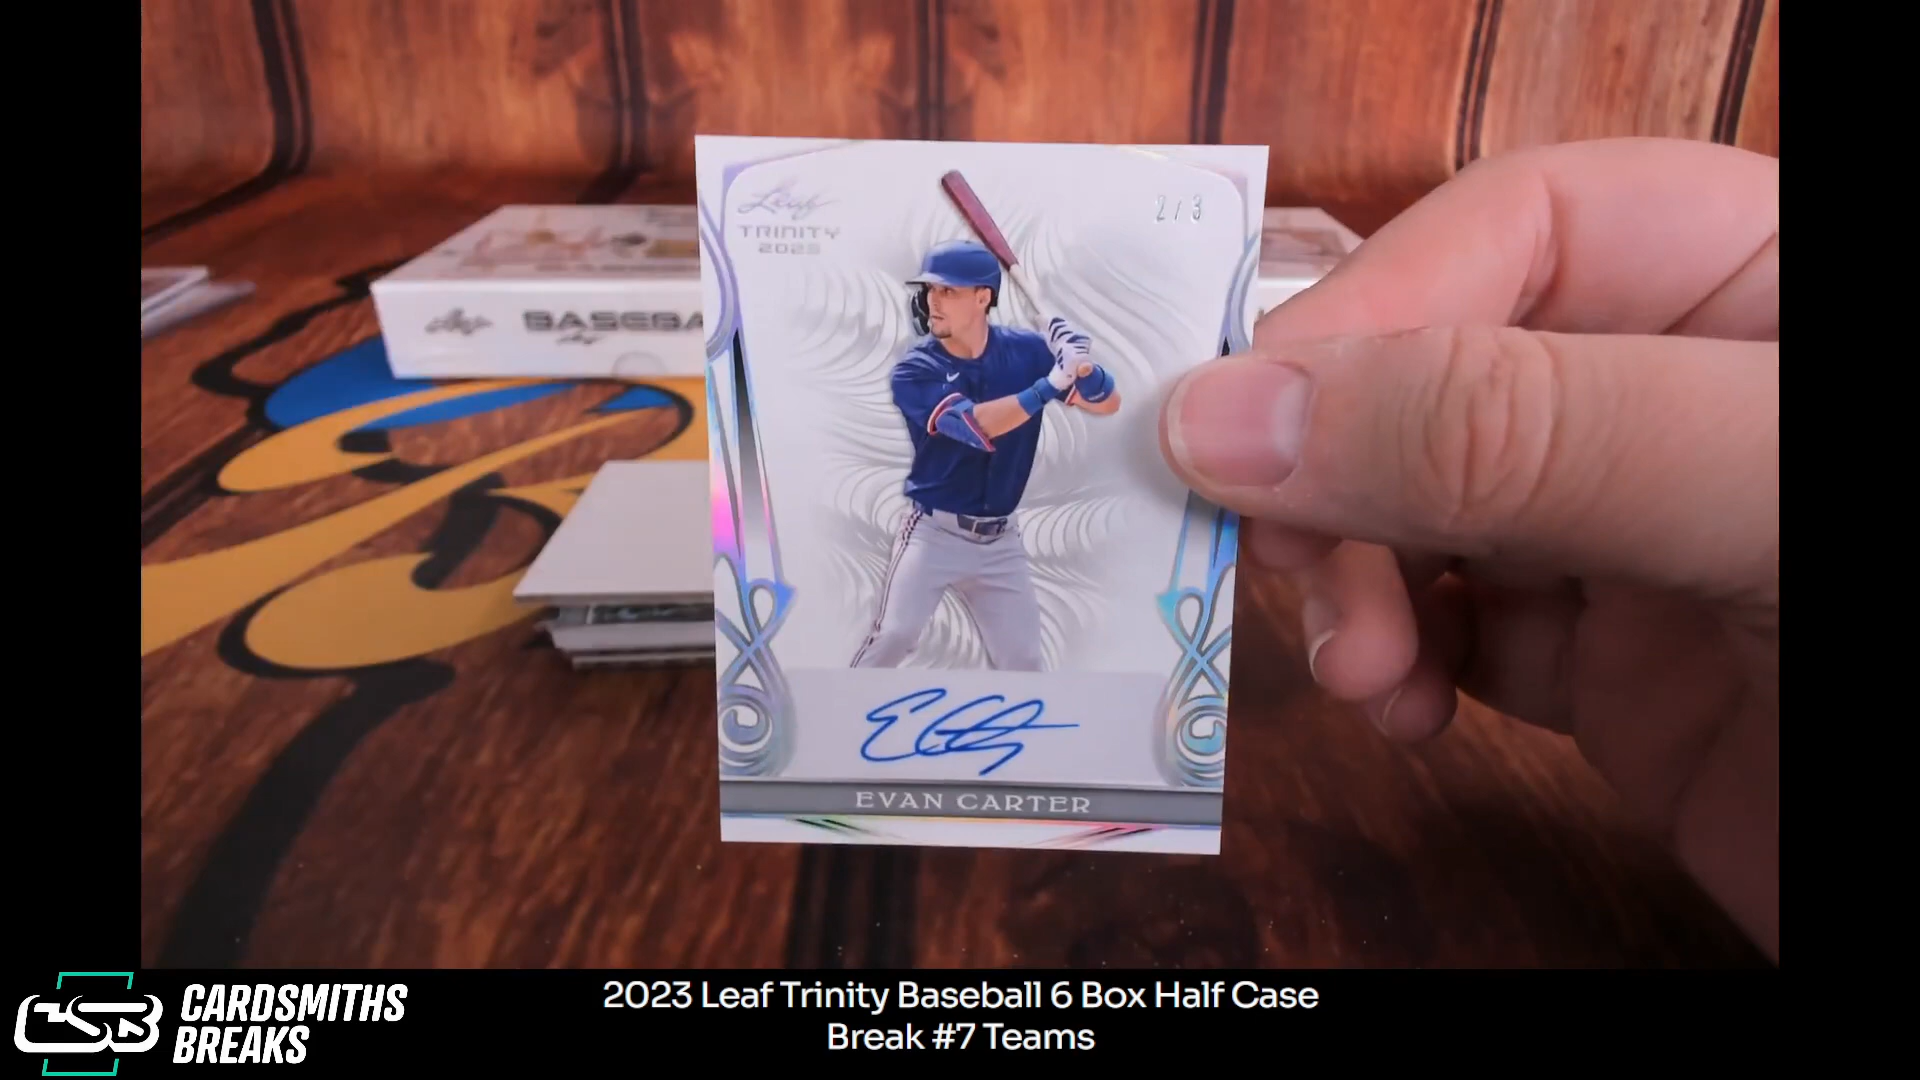 Leaf
TRINITY
2023
2/3
Leaf
BASEBA
EVAN CARTER
CSB
CARDSMITHS
BREAKS
2023 Leaf Trinity Baseball 6 Box Half Case
Break #7 Teams